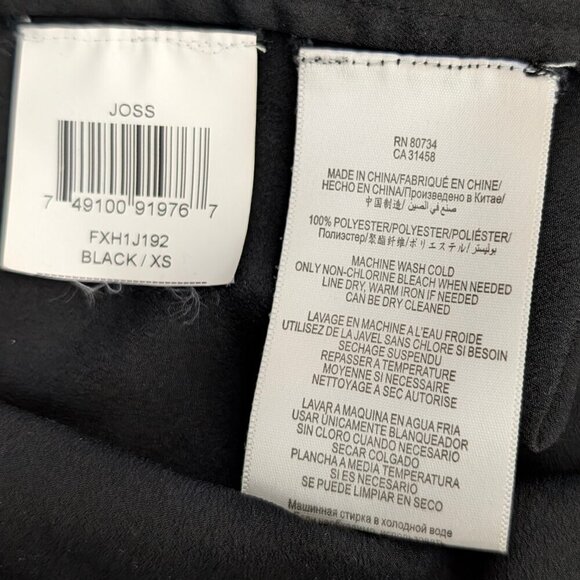 JOSS
7 49100 91976 7
FXH1J192
BLACK / XS
RN 80734
CA 31458
MADE IN CHINA/FABRIQUÉ EN CHINE/
HECHO EN CHINA/Произведено в Китае/
中国制造/ صنع في الصين/
100% POLYESTER/POLYESTER/POLIÉSTER/
Полиэстер/聚酯纤维/ポリエステル/بوليستر
MACHINE WASH COLD
ONLY NON-CHLORINE BLEACH WHEN NEEDED
LINE DRY, WARM IRON IF NEEDED
CAN BE DRY CLEANED
LAVAGE EN MACHINE A L'EAU FROIDE
UTILISEZ DE LA JAVEL SANS CHLORE SI BESOIN
SECHAGE SUSPENDU
REPASSER A TEMPERATURE
MOYENNE SI NECESSAIRE
NETTOYAGE A SEC AUTORISE
LAVAR A MAQUINA EN AGUA FRIA
USAR ÚNICAMENTE BLANQUEADOR
SIN CLORO CUANDO NECESARIO
SECAR COLGADO
PLANCHA A MEDIA TEMPERATURA
SI ES NECESARIO
SE PUEDE LIMPIAR EN SECO
Машинная стирка в холодной воде